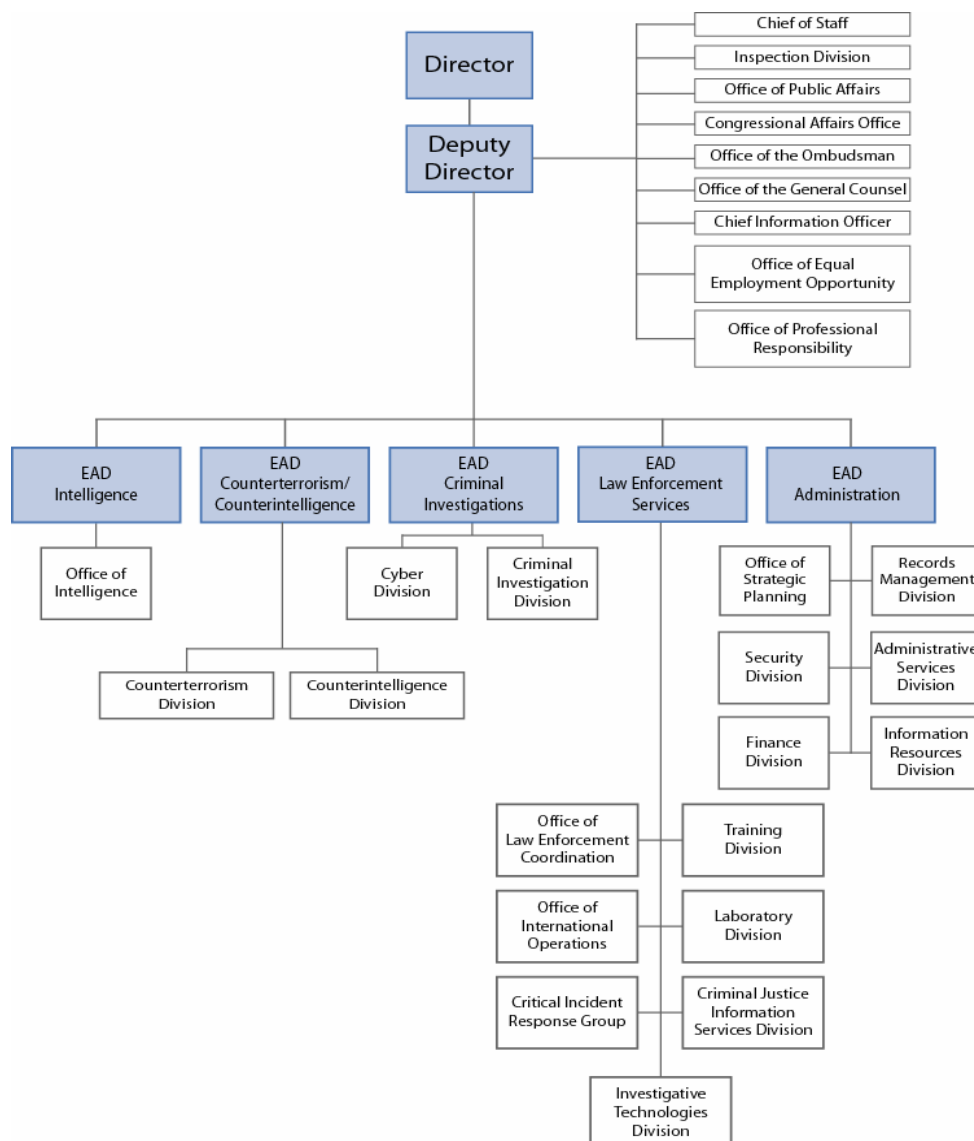 Director
Deputy
Director
Chief of Staff
Inspection Division
Office of Public Affairs
Congressional Affairs Office
Office of the Ombudsman
Office of the General Counsel
Chief Information Officer
Office of Equal
Employment Opportunity
Office of Professional
Responsibility
EAD
Intelligence
EAD
Counterterrorism/
Counterintelligence
EAD
Criminal
Investigations
EAD
Law Enforcement
Services
EAD
Administration
Office of
Intelligence
Counterterrorism
Division
Counterintelligence
Division
Cyber
Division
Criminal
Investigation
Division
Office of
Strategic
Planning
Records
Management
Division
Security
Division
Administrative
Services
Division
Finance
Division
Information
Resources
Division
Office of
Law Enforcement
Coordination
Training
Division
Office of
International
Operations
Laboratory
Division
Critical Incident
Response Group
Criminal Justice
Information
Services Division
Investigative
Technologies
Division